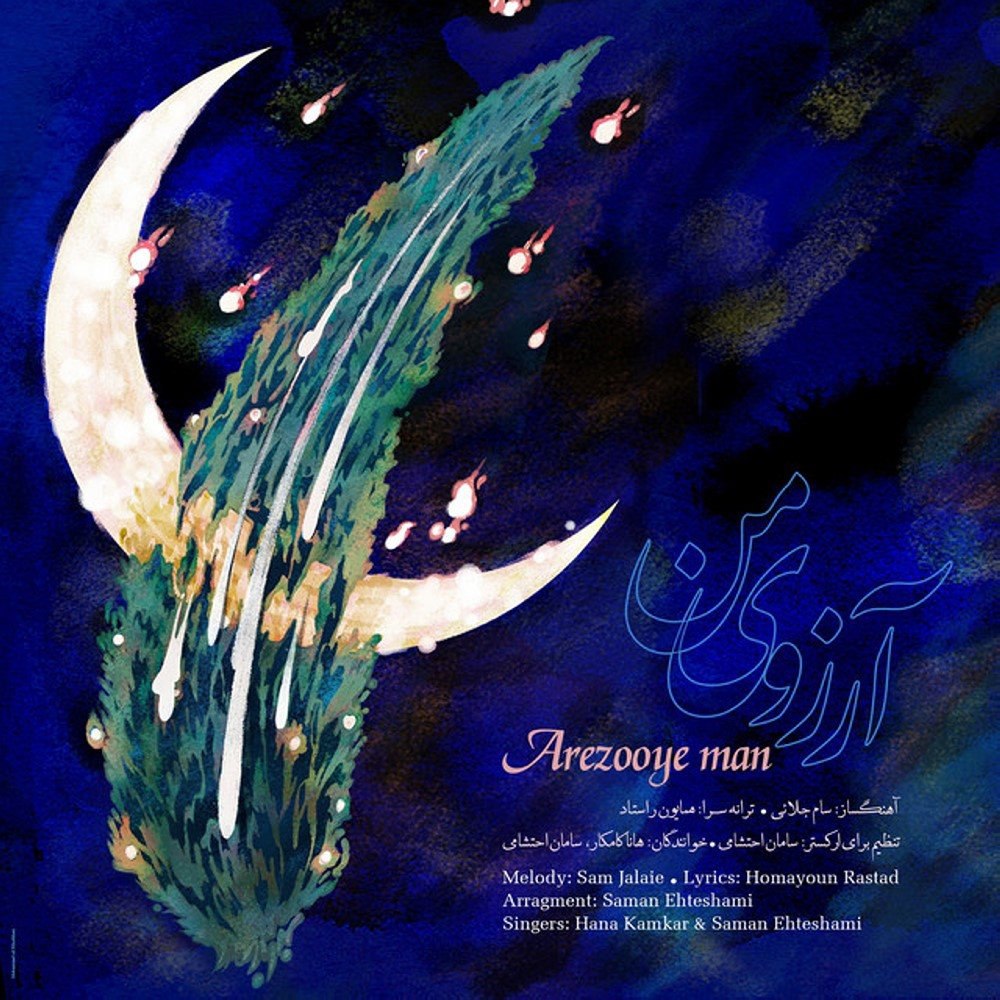 آرزوی من
Arezooye man
آهنگساز: سام جلائی • ترانه سرا: همایون راستاد
تنظیم برای ارکستر: سامان احتشامی • خوانندگان: هانا کامکار، سامان احتشامی
Melody: Sam Jalaie • Lyrics: Homayoun Rastad
Arragment: Saman Ehteshami
Singers: Hana Kamkar & Saman Ehteshami